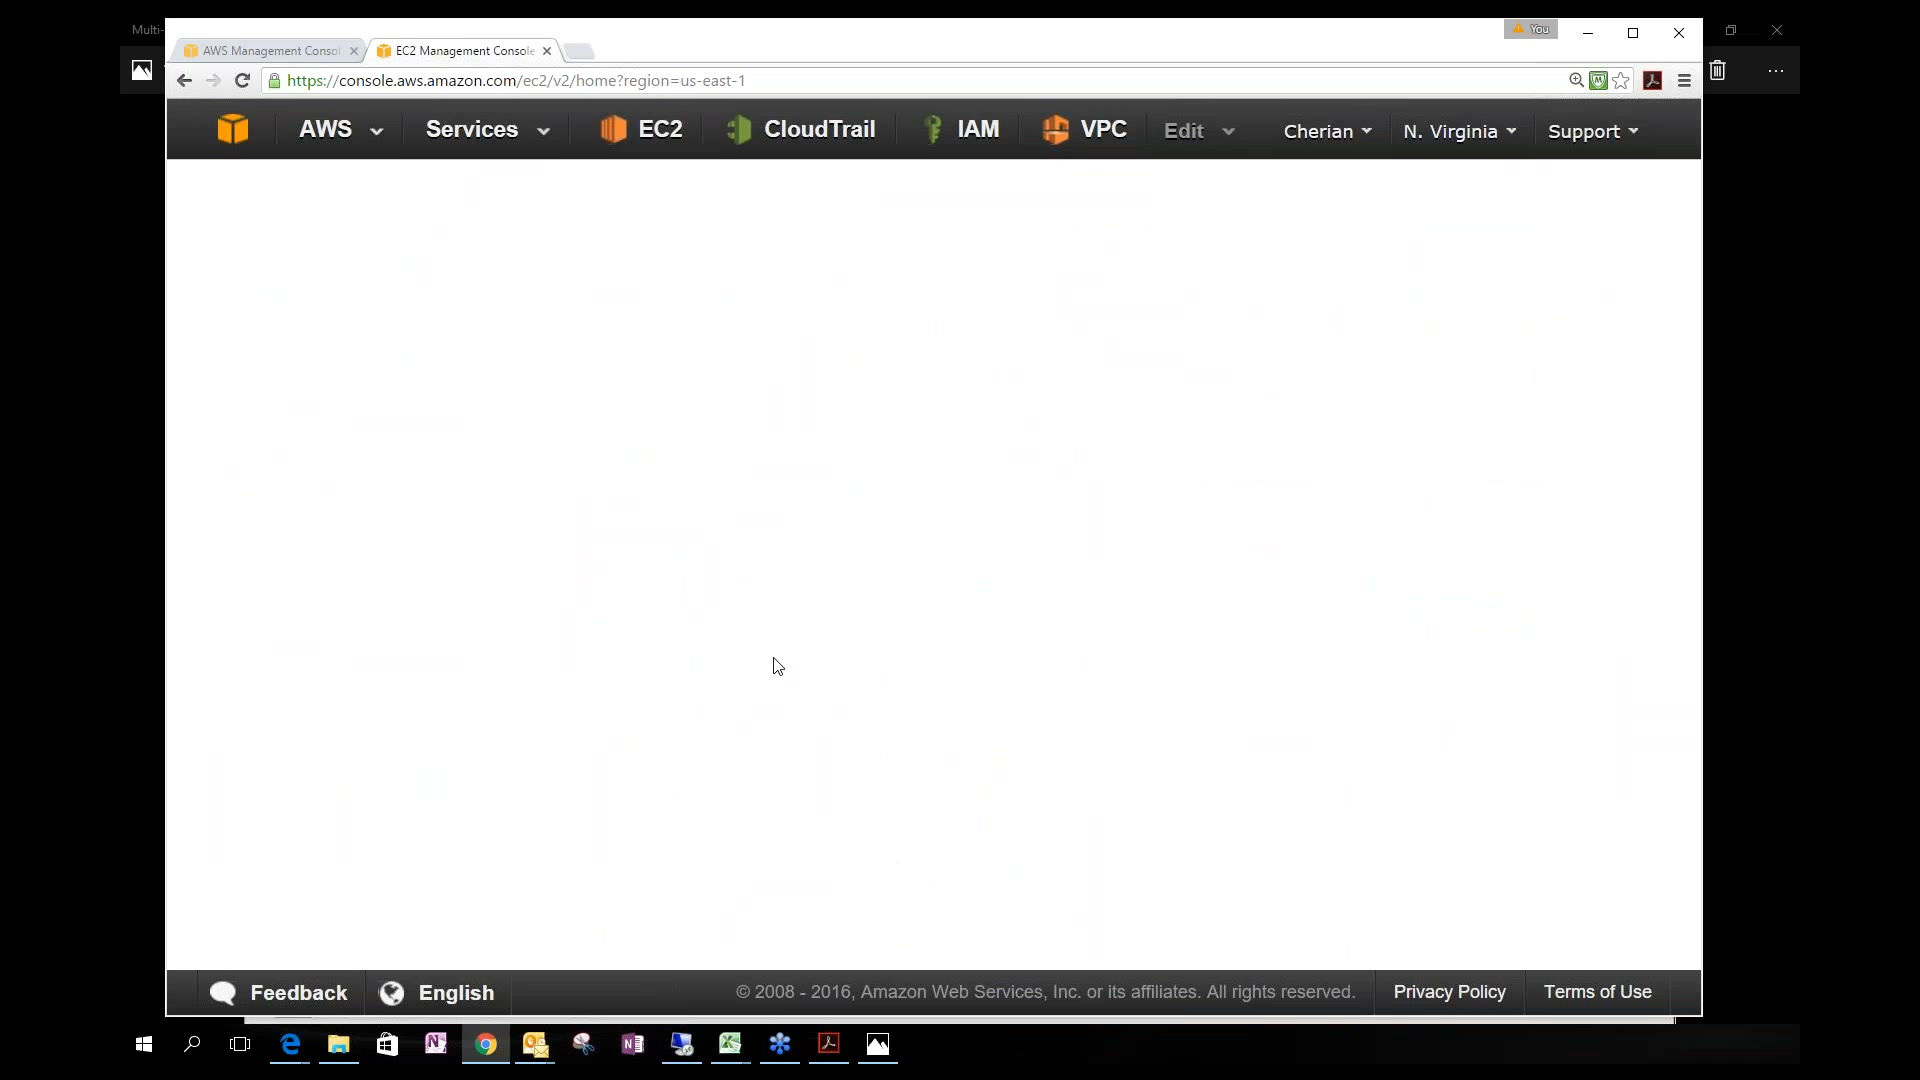 Multi-
You
AWS Management Consol
EC2 Management Console
https://console.aws.amazon.com/ec2/v2/home?region=us-east-1
AWS Services EC2 CloudTrail IAM VPC Edit Cherian N. Virginia Support
Feedback English © 2008 - 2016, Amazon Web Services, Inc. or its affiliates. All rights reserved. Privacy Policy Terms of Use